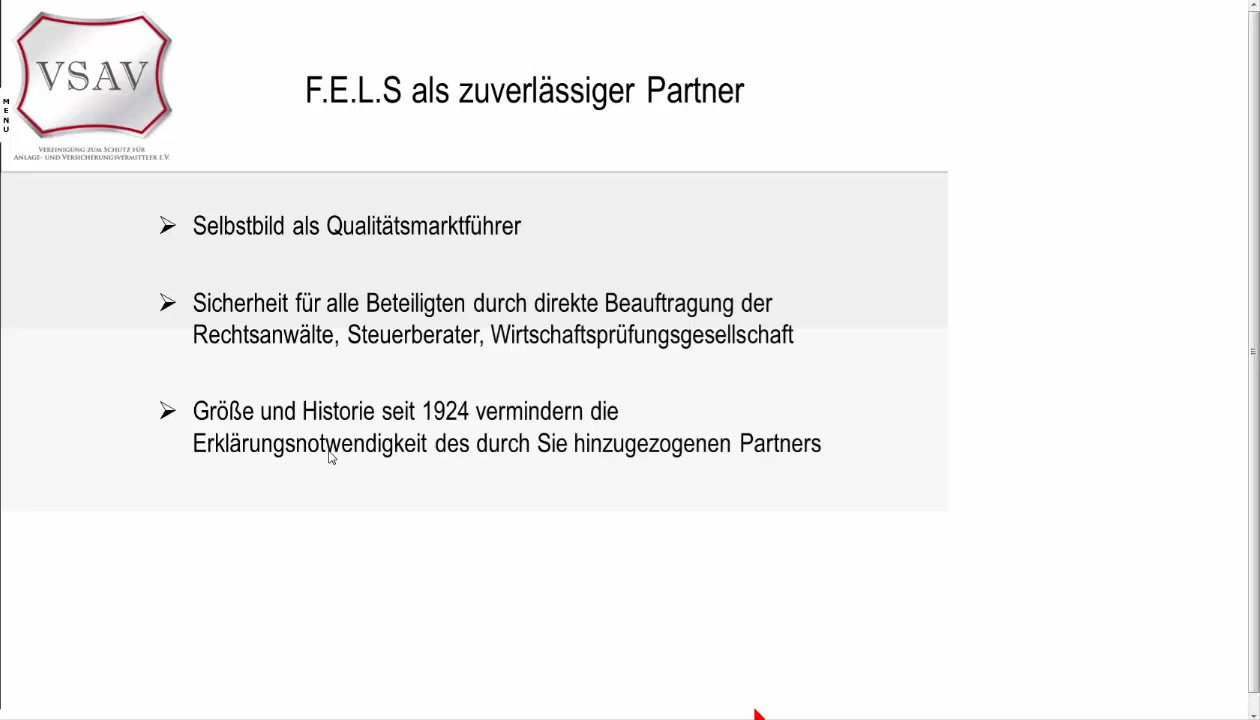 VSAV
VEREINIGUNG ZUM SCHUTZ FÜR
ANLAGE- UND VERSICHERUNGSVERMITTLER E.V.
MENU
F.E.L.S als zuverlässiger Partner
➢ Selbstbild als Qualitätsmarktführer
➢ Sicherheit für alle Beteiligten durch direkte Beauftragung der
Rechtsanwälte, Steuerberater, Wirtschaftsprüfungsgesellschaft
➢ Größe und Historie seit 1924 vermindern die
Erklärungsnotwendigkeit des durch Sie hinzugezogenen Partners